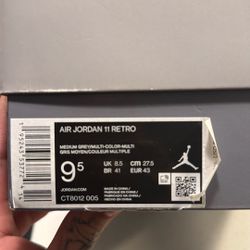 AIR JORDAN 11 RETRO
MEDIUM GREY/MULTI-COLOR-MULTI
GRIS MOYEN/COULEUR MULTIPLE
9.5
UK 8.5 cm 27.5
BR 41 EUR 43
JORDAN.COM
CT8012 005
MADE IN CHINA